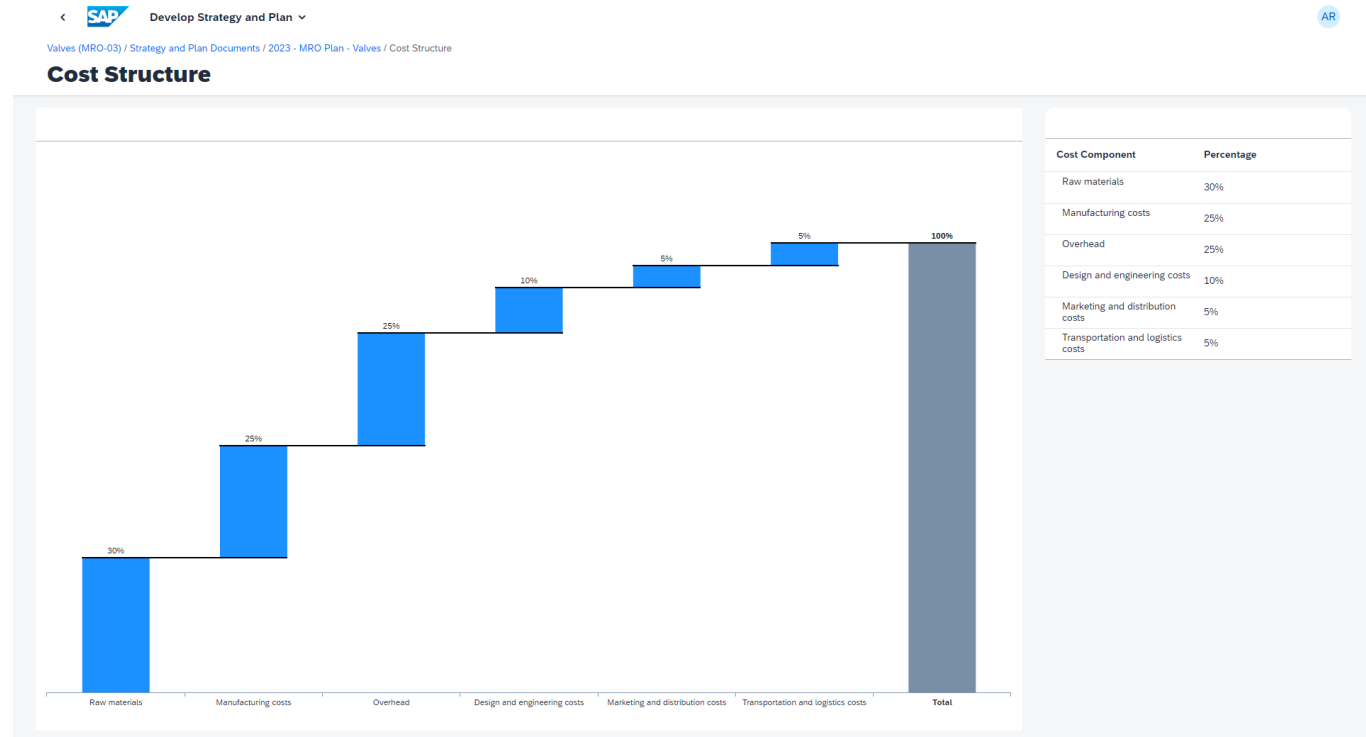 SAP
Develop Strategy and Plan
AR
Valves (MRO-03) / Strategy and Plan Documents / 2023 - MRO Plan - Valves / Cost Structure
Cost Structure
30%
25%
25%
10%
5%
5%
100%
Raw materials
Manufacturing costs
Overhead
Design and engineering costs
Marketing and distribution costs
Transportation and logistics costs
Total
Cost Component Percentage
Raw materials 30%
Manufacturing costs 25%
Overhead 25%
Design and engineering costs 10%
Marketing and distribution
costs 5%
Transportation and logistics
costs 5%